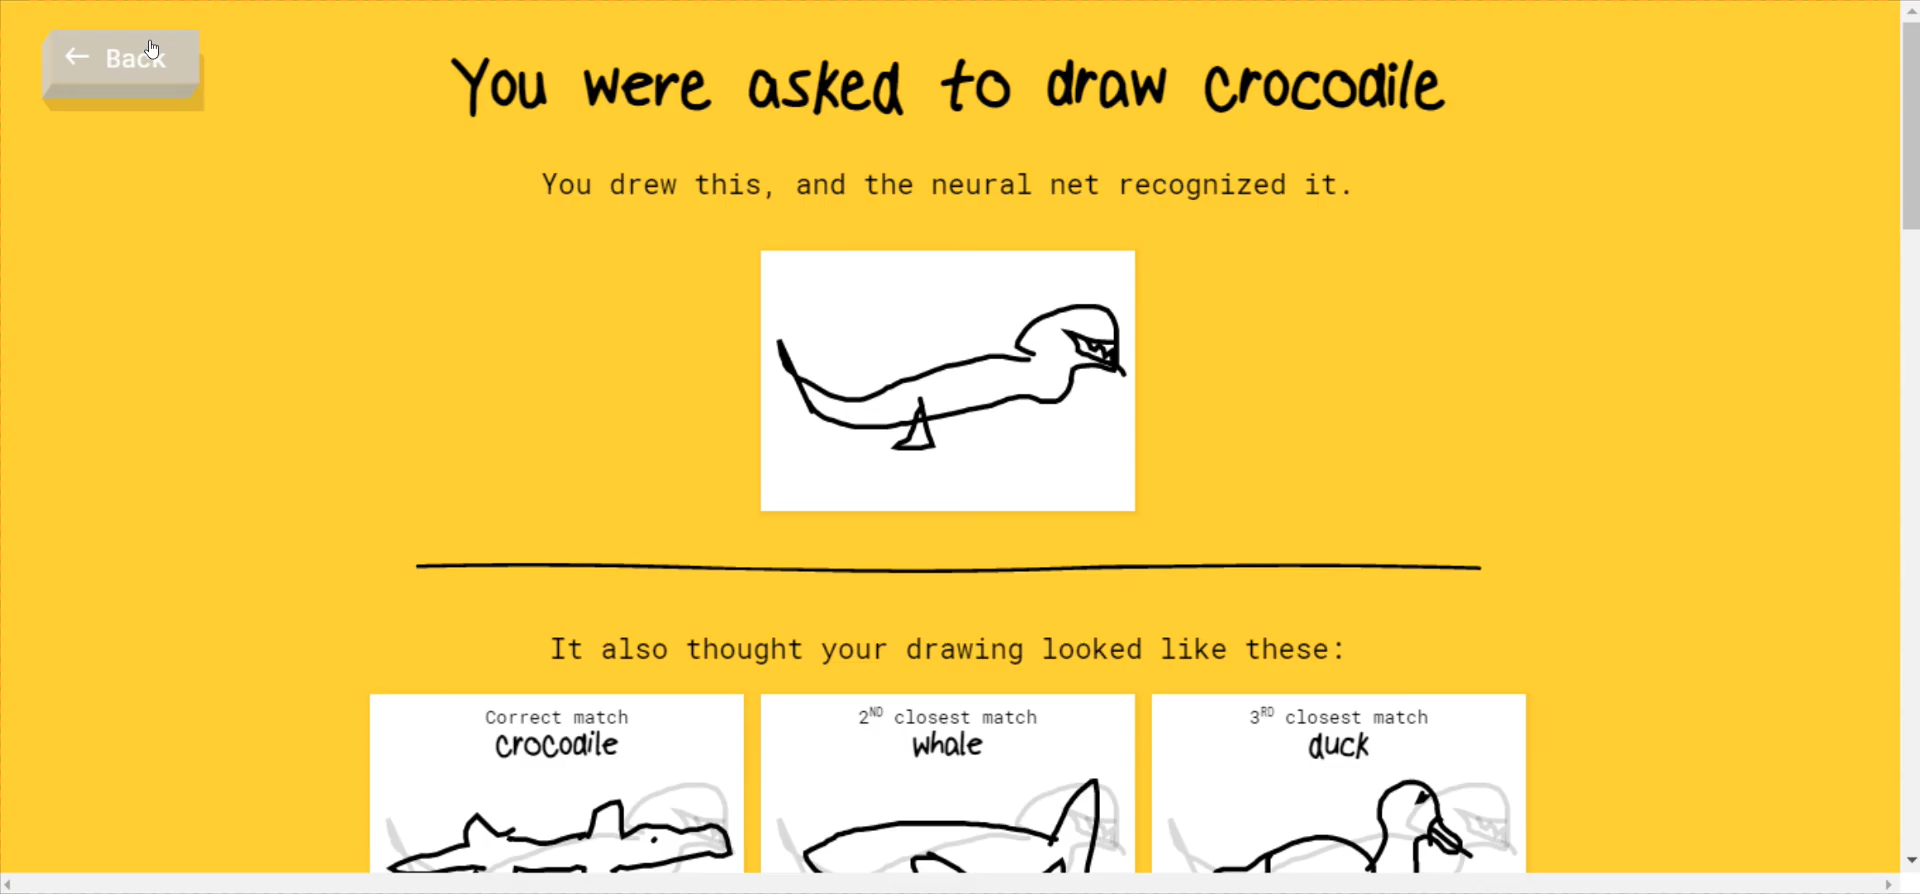 Back
You were asked to draw crocodile
You drew this, and the neural net recognized it.
It also thought your drawing looked like these:
Correct match
crocodile
2ND closest match
whale
3RD closest match
duck